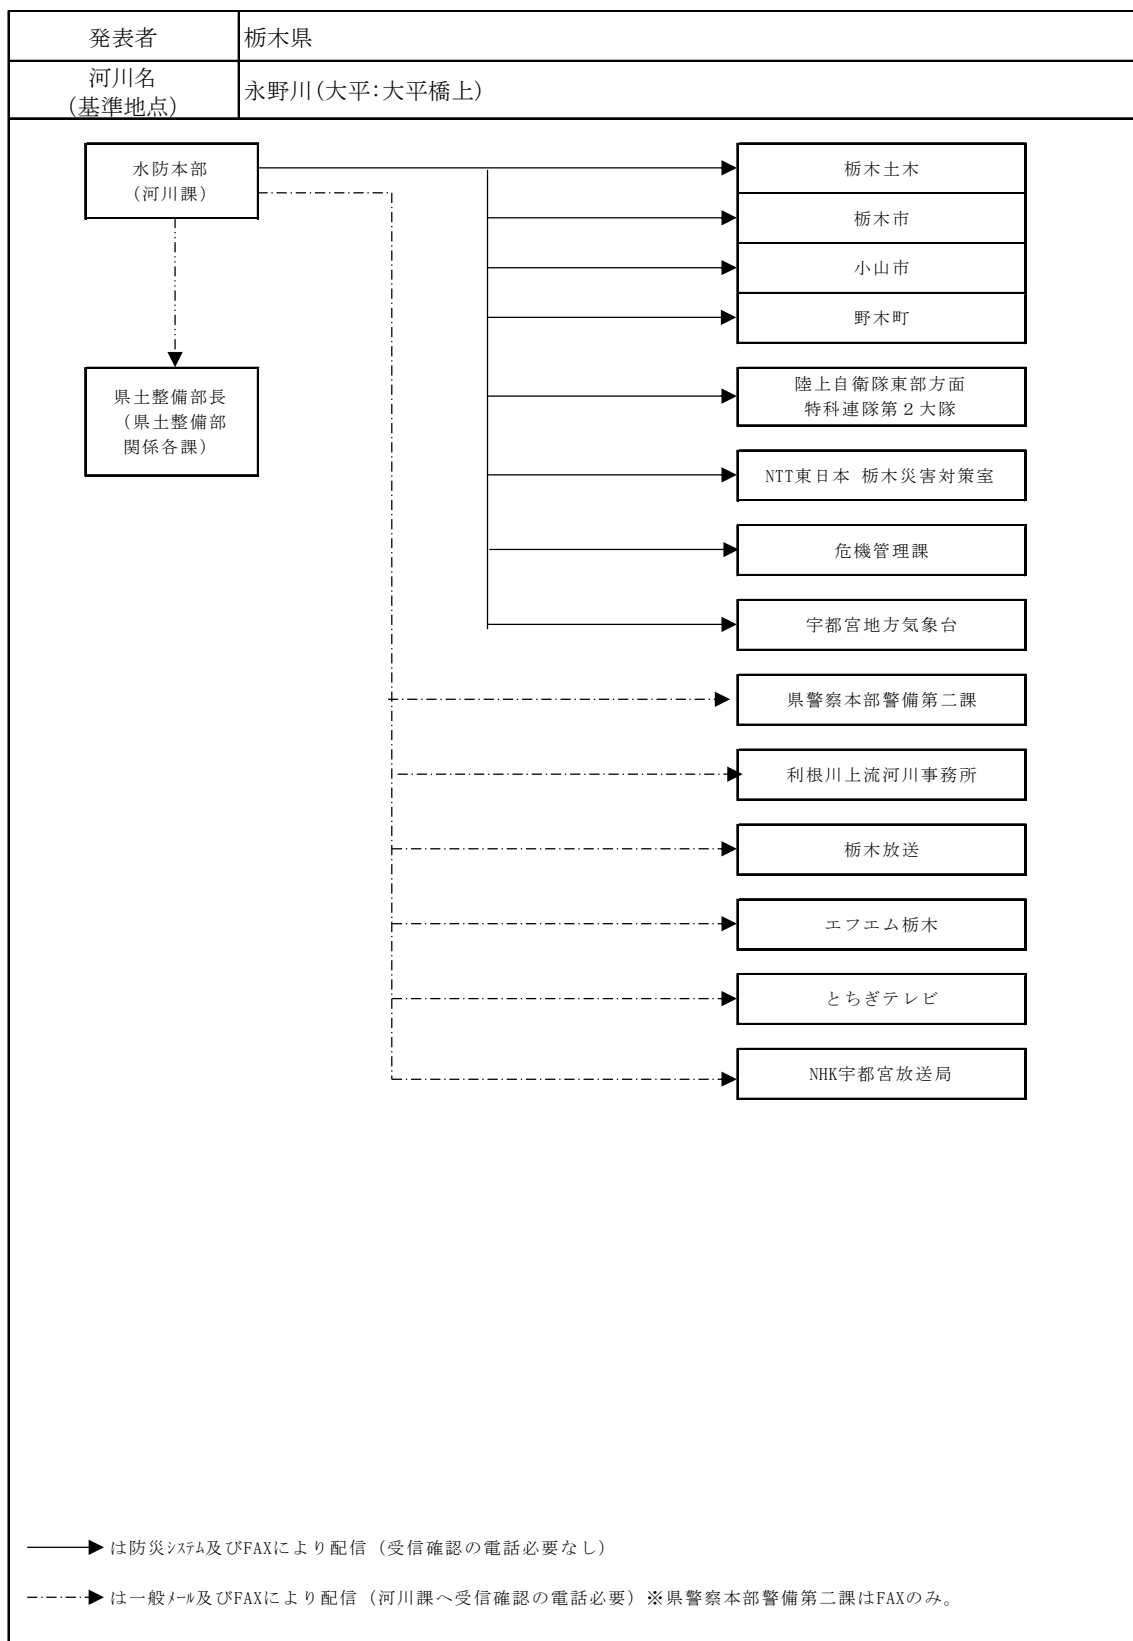 発表者
栃木県
河川名
(基準地点)
永野川(大平:大平橋上)
水防本部
(河川課)
県土整備部長
(県土整備部
関係各課)
栃木土木
栃木市
小山市
野木町
陸上自衛隊東部方面
特科連隊第2大隊
NTT東日本 栃木災害対策室
危機管理課
宇都宮地方気象台
県警察本部警備第二課
利根川上流河川事務所
栃木放送
エフエム栃木
とちぎテレビ
NHK宇都宮放送局
は防災ｼｽﾃﾑ及びFAXにより配信（受信確認の電話必要なし）
は一般ﾒｰﾙ及びFAXにより配信（河川課へ受信確認の電話必要）※県警察本部警備第二課はFAXのみ。